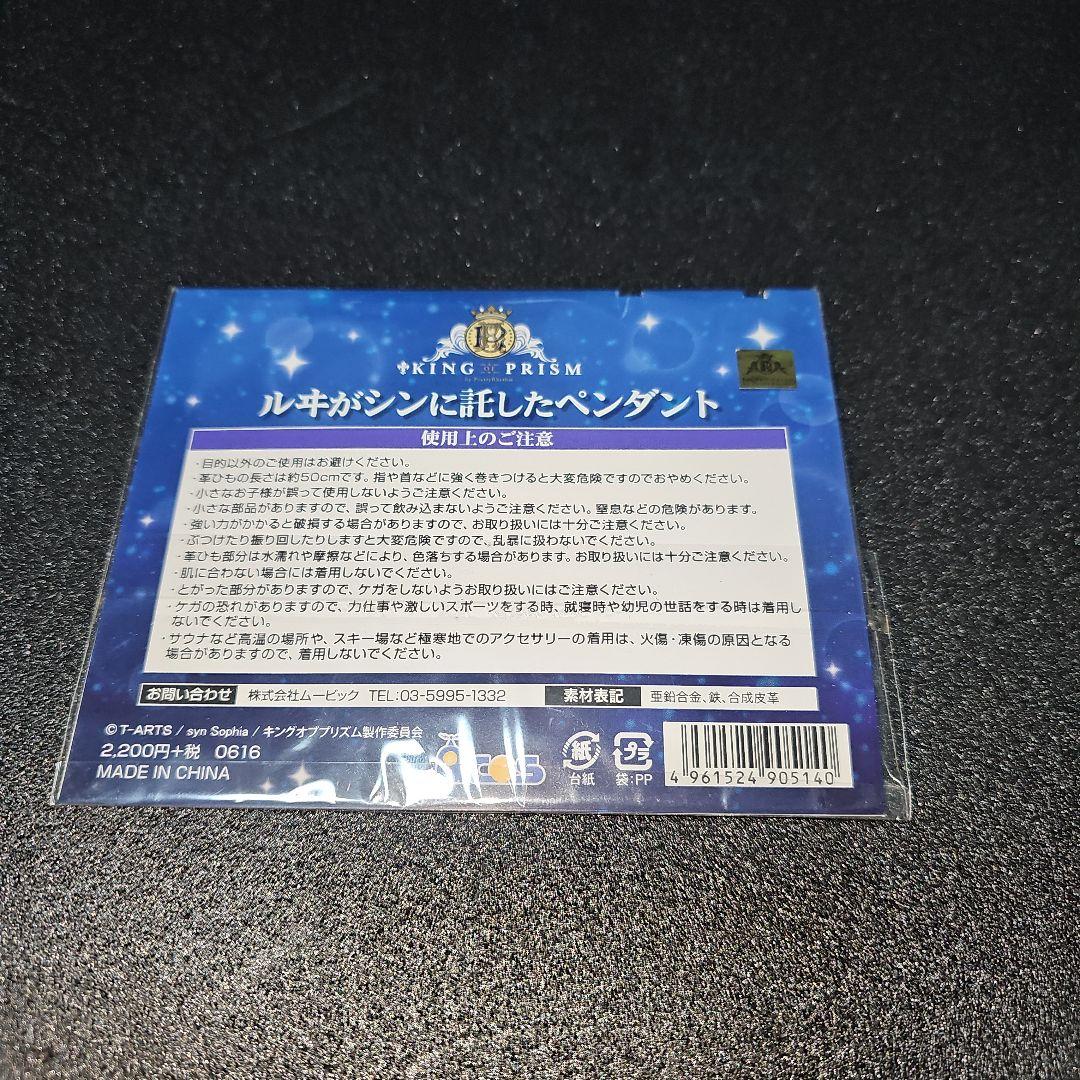 KING OF PRISM
by PrettyRhythm
ルヰがシンに託したペンダント
使用上のご注意
・目的以外のご使用はお避けください。
・革ひもの長さは約50cmです。指や首などに強く巻きつけると大変危険ですのでおやめください。
・小さなお子様が誤って使用しないようご注意ください。
・小さな部品がありますので、誤って飲み込まないようご注意ください。窒息などの危険があります。
・強い力がかかると破損する場合がありますので、お取り扱いには十分ご注意ください。
・ぶつけたり振り回したりしますと大変危険ですので、乱暴に扱わないでください。
・革ひも部分は水濡れや摩擦などにより、色落ちする場合があります。お取り扱いには十分ご注意ください。
・肌に合わない場合には着用しないでください。
・とがった部分がありますので、ケガをしないようお取り扱いにはご注意ください。
・ケガの恐れがありますので、力仕事や激しいスポーツをする時、就寝時や幼児の世話をする時は着用し
ないでください。
・サウナなど高温の場所や、スキー場など極寒地でのアクセサリーの着用は、火傷・凍傷の原因となる
場合がありますので、着用しないでください。
お問い合わせ 株式会社ムービック TEL:03-5995-1332 素材表記 亜鉛合金、鉄、合成皮革
©T-ARTS / syn Sophia / キングオブプリズム製作委員会
2,200円+税 0616
MADE IN CHINA
紙 台紙
プラ 袋:PP
4 961524 905140